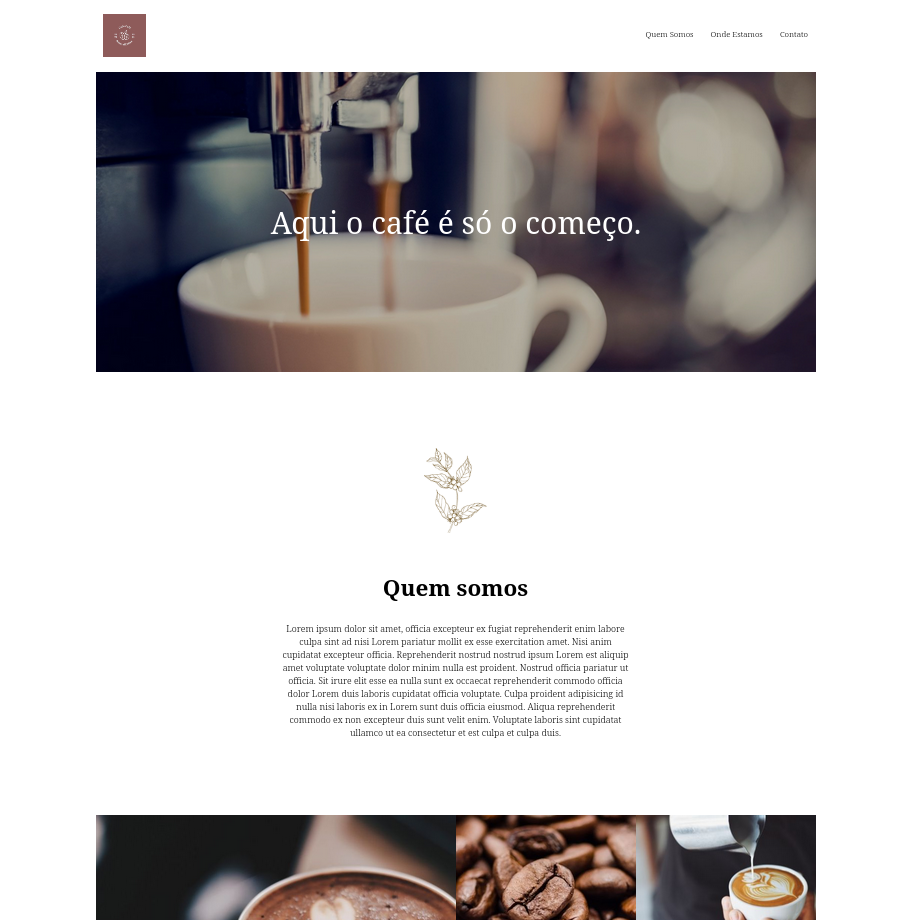 Quem Somos
Onde Estamos
Contato
Aqui o café é só o começo.
Quem somos
Lorem ipsum dolor sit amet, officia excepteur ex fugiat reprehenderit enim labore
culpa sint ad nisi Lorem pariatur mollit ex esse exercitation amet. Nisi anim
cupidatat excepteur officia. Reprehenderit nostrud nostrud ipsum Lorem est aliquip
amet voluptate voluptate dolor minim nulla est proident. Nostrud officia pariatur ut
officia. Sit irure elit esse ea nulla sunt ex occaecat reprehenderit commodo officia
dolor Lorem duis laboris cupidatat officia voluptate. Culpa proident adipisicing id
nulla nisi laboris ex in Lorem sunt duis officia eiusmod. Aliqua reprehenderit
commodo ex non excepteur duis sunt velit enim. Voluptate laboris sint cupidatat
ullamco ut ea consectetur et est culpa et culpa duis.